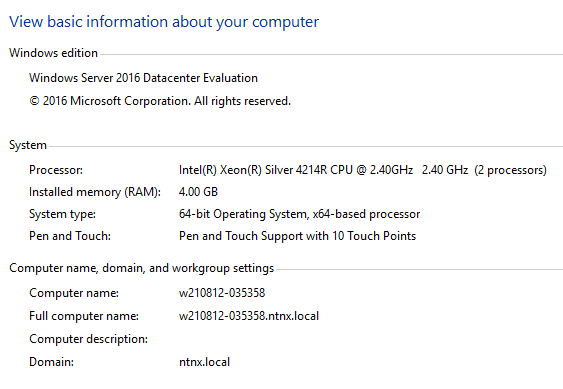 View basic information about your computer
Windows edition
Windows Server 2016 Datacenter Evaluation
© 2016 Microsoft Corporation. All rights reserved.
System
Processor: Intel(R) Xeon(R) Silver 4214R CPU @ 2.40GHz 2.40 GHz (2 processors)
Installed memory (RAM): 4.00 GB
System type: 64-bit Operating System, x64-based processor
Pen and Touch: Pen and Touch Support with 10 Touch Points
Computer name, domain, and workgroup settings
Computer name: w210812-035358
Full computer name: w210812-035358.ntnx.local
Computer description:
Domain: ntnx.local